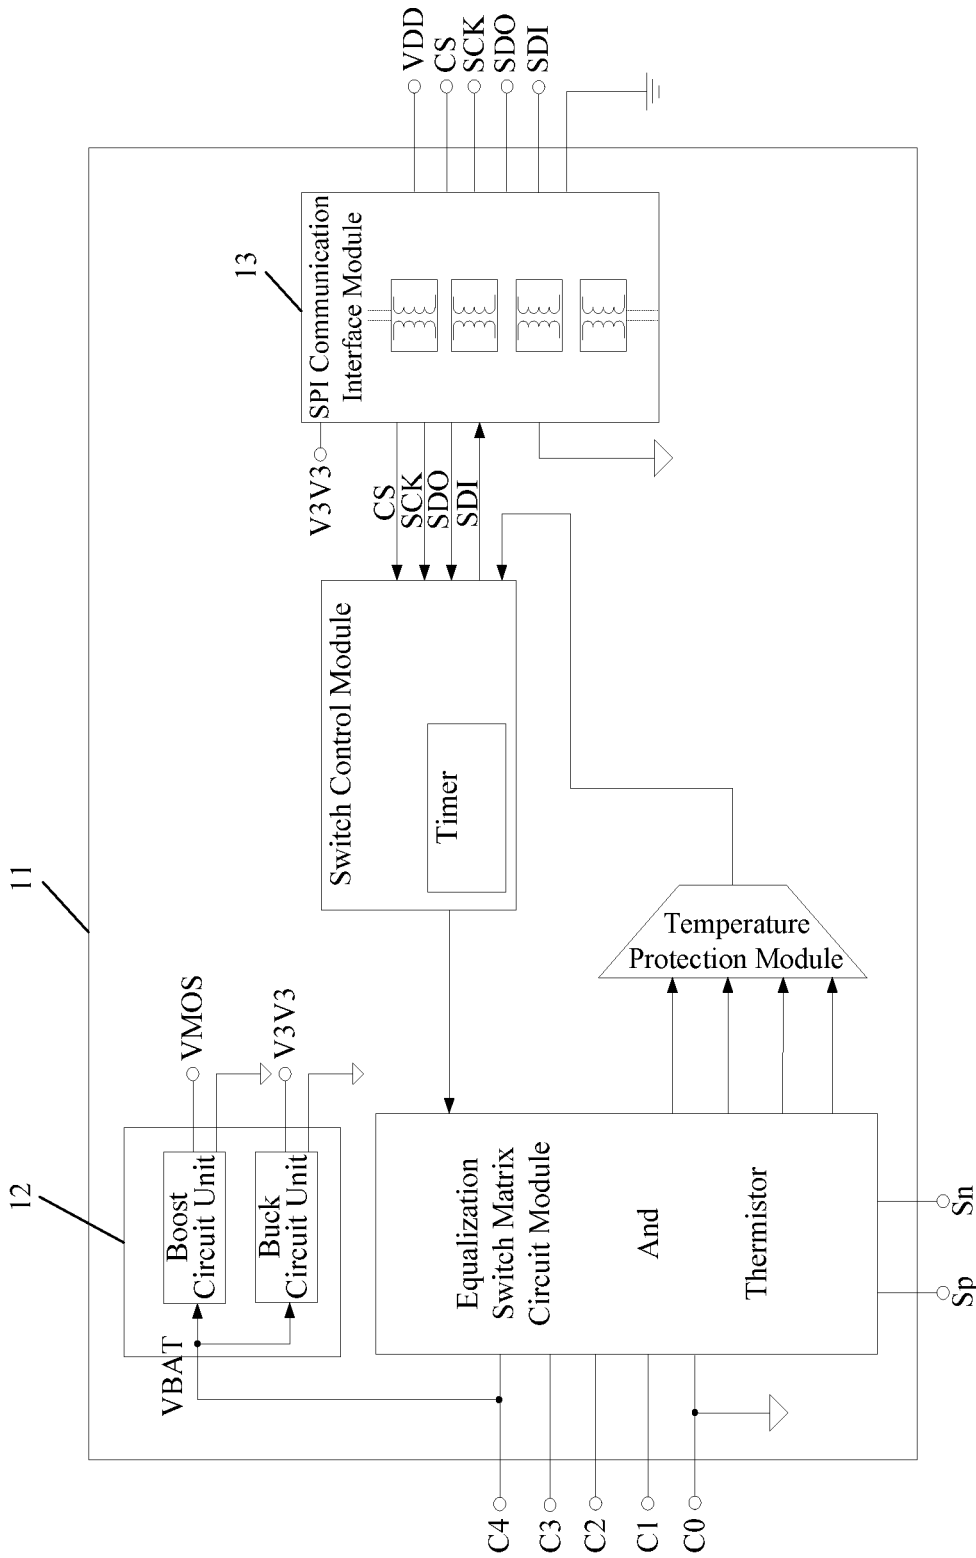 11
12
VBAT
Boost
Circuit Unit
Buck
Circuit Unit
VMOS
V3V3
C4
C3
C2
C1
C0
Equalization
Switch Matrix
Circuit Module
And
Thermistor
Sp
Sn
Temperature
Protection Module
Switch Control Module
Timer
CS
SCK
SDO
SDI
V3V3
13
SPI Communication
Interface Module
VDD
CS
SCK
SDO
SDI